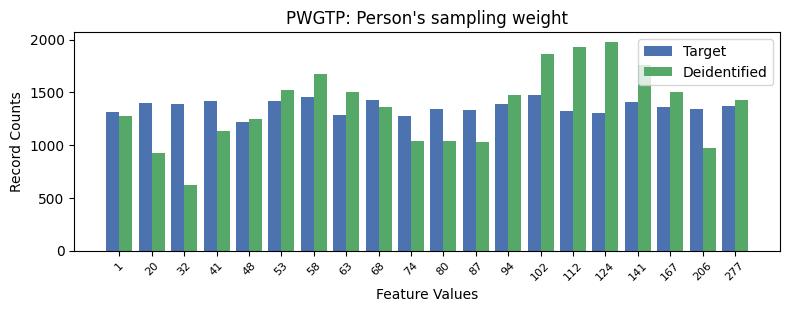 PWGTP: Person's sampling weight
Target
Deidentified
Record Counts
2000
1500
1000
500
0
1 20 32 41 48 53 58 63 68 74 80 87 94 102 112 124 141 167 206 277
Feature Values